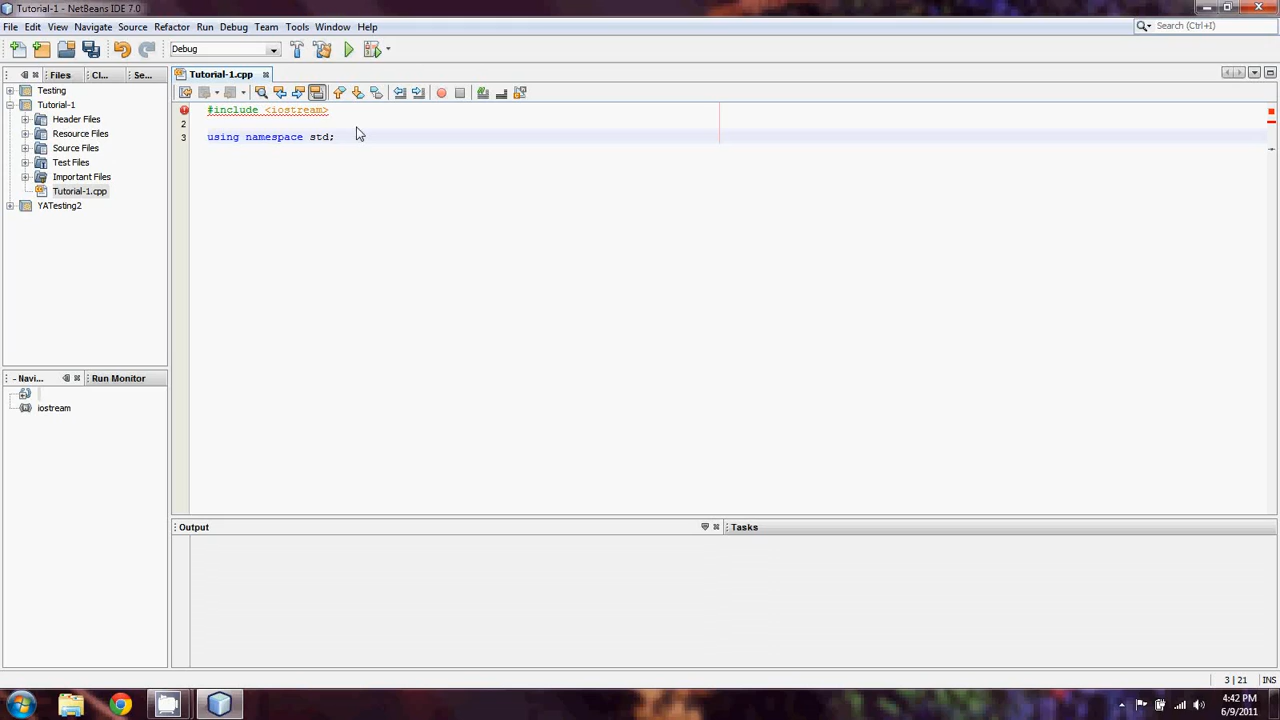 Tutorial-1 - NetBeans IDE 7.0
File Edit View Navigate Source Refactor Run Debug Team Tools Window Help
Search (Ctrl+I)
Debug
Files Cl... Se...
Tutorial-1.cpp
Testing
Tutorial-1
Header Files
Resource Files
Source Files
Test Files
Important Files
Tutorial-1.cpp
YATesting2
#include <iostream>
2
3 using namespace std;
- Navi... Run Monitor
iostream
Output
Tasks
3 | 21 INS
4:42 PM
6/9/2011